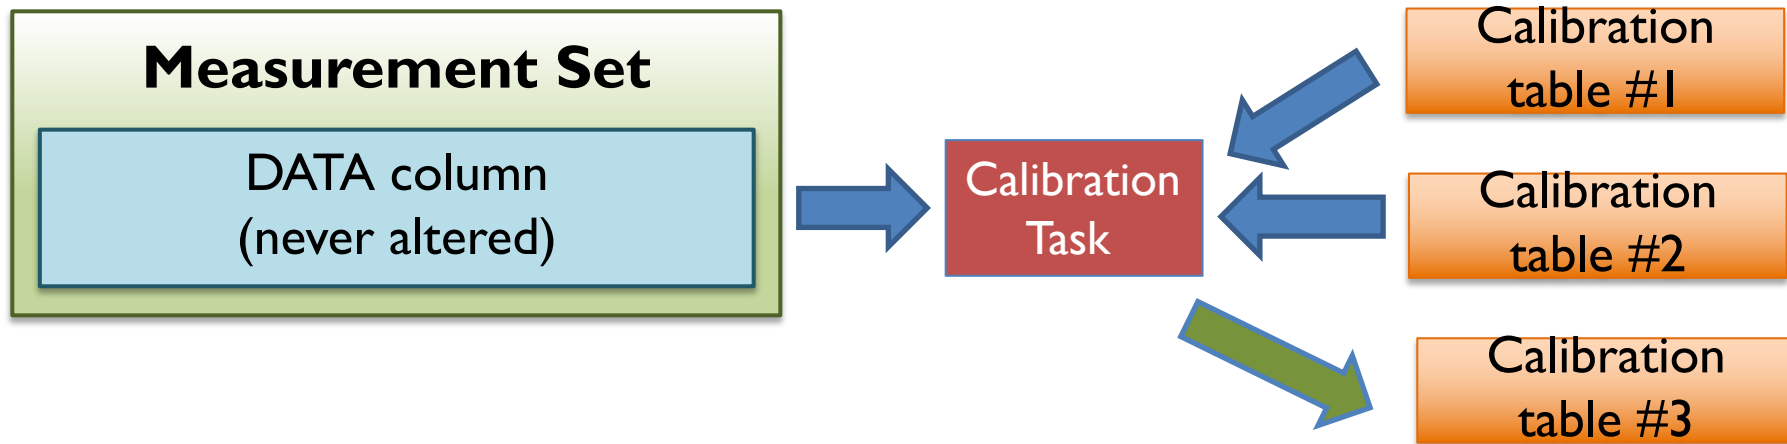 Measurement Set
DATA column
(never altered)
Calibration
Task
Calibration
table #1
Calibration
table #2
Calibration
table #3